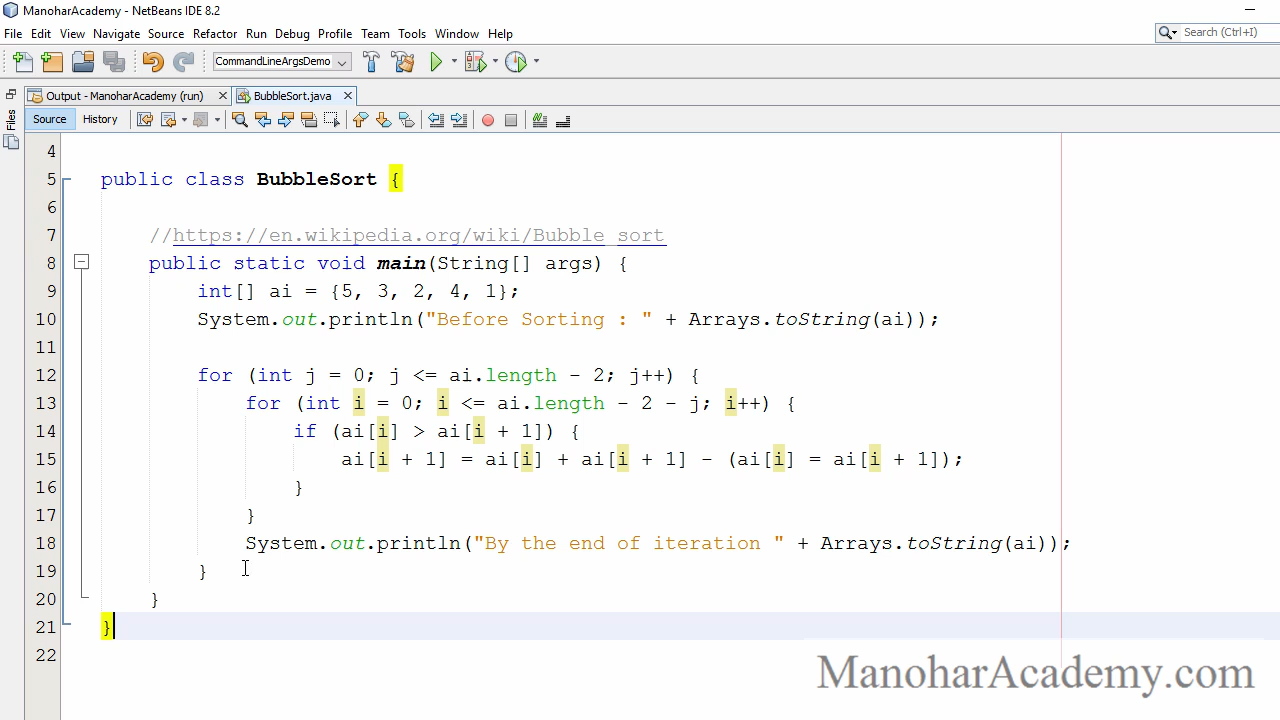 ManoharAcademy - NetBeans IDE 8.2
File Edit View Navigate Source Refactor Run Debug Profile Team Tools Window Help
Search (Ctrl+I)
CommandLineArgsDemo
Output - ManoharAcademy (run) BubbleSort.java
Files
Source History
4
5 public class BubbleSort {
6
7 //https://en.wikipedia.org/wiki/Bubble_sort
8 public static void main(String[] args) {
9 int[] ai = {5, 3, 2, 4, 1};
10 System.out.println("Before Sorting : " + Arrays.toString(ai));
11
12 for (int j = 0; j <= ai.length - 2; j++) {
13 for (int i = 0; i <= ai.length - 2 - j; i++) {
14 if (ai[i] > ai[i + 1]) {
15 ai[i + 1] = ai[i] + ai[i + 1] - (ai[i] = ai[i + 1]);
16 }
17 }
18 System.out.println("By the end of iteration " + Arrays.toString(ai));
19 }
20 }
21 }
22
ManoharAcademy.com